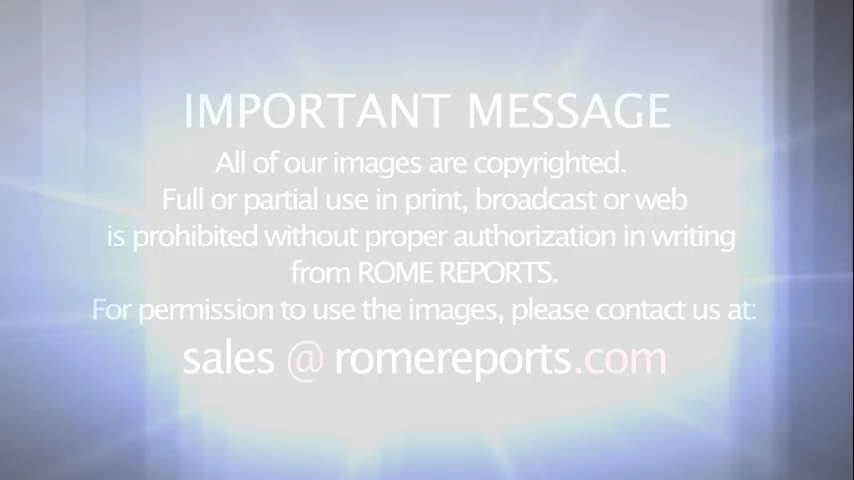 IMPORTANT MESSAGE
All of our images are copyrighted.
Full or partial use in print, broadcast or web
is prohibited without proper authorization in writing
from ROME REPORTS.
For permission to use the images, please contact us at:
sales @ romereports.com